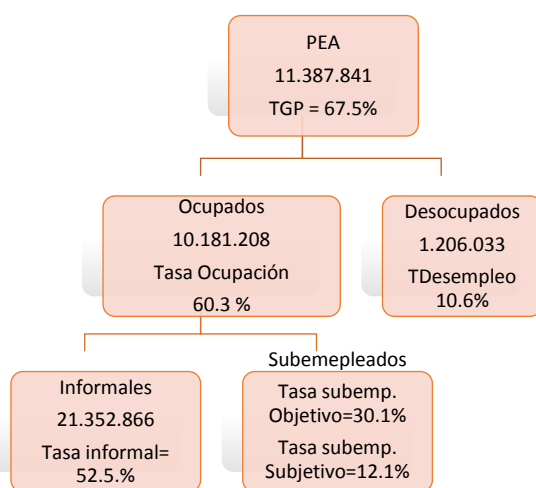 PEA
11.387.841
TGP = 67.5%
Ocupados
10.181.208
Tasa Ocupación
60.3 %
Desocupados
1.206.033
TDesempleo
10.6%
Informales
21.352.866
Tasa informal=
52.5.%
Subemepleados
Tasa subemp.
Objetivo=30.1%
Tasa subemp.
Subjetivo=12.1%